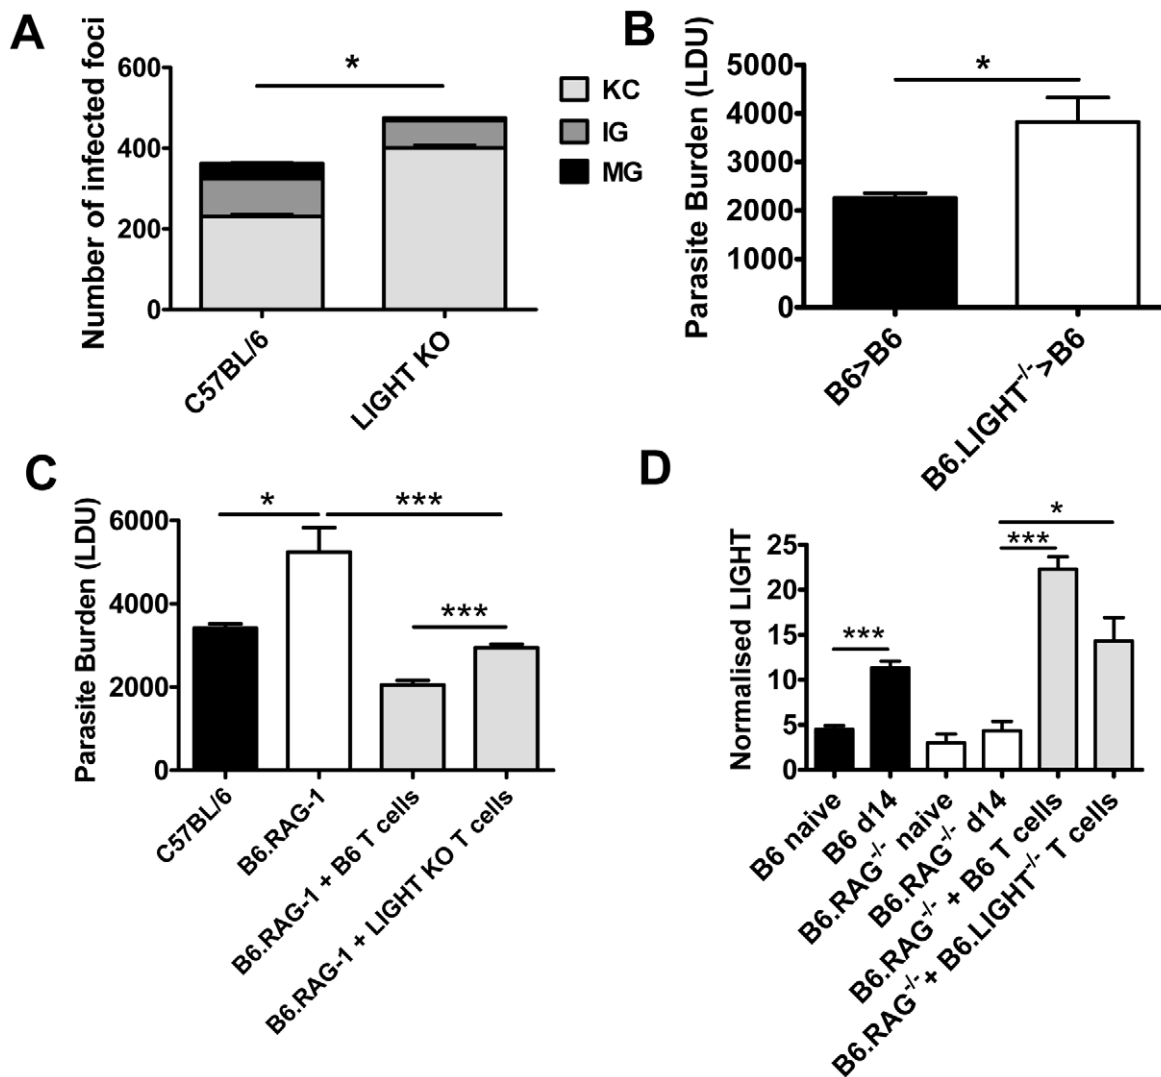 A
Number of infected foci
600
400
200
0
*
C57BL/6
LIGHT KO
KC
IG
MG
B
Parasite Burden (LDU)
5000
4000
3000
2000
1000
0
*
B6>B6
B6.LIGHT-/->B6
C
Parasite Burden (LDU)
6000
4000
2000
0
*
***
***
C57BL/6
B6.RAG-1
B6.RAG-1 + B6 T cells
B6.RAG-1 + LIGHT KO T cells
D
Normalised LIGHT
25
20
15
10
5
0
***
***
*
B6 naive
B6 d14
B6.RAG-/- naive
B6.RAG-/- d14
B6.RAG-/- + B6 T cells
B6.RAG-/-+ B6.LIGHT-/- T cells